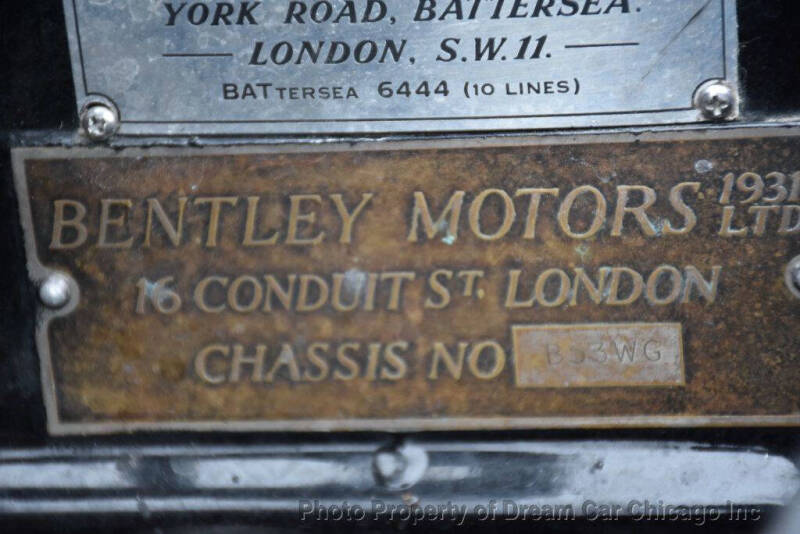 YORK ROAD, BATTERSEA.
LONDON, S.W.11.
BATTERSEA 6444 (10 LINES)
BENTLEY MOTORS 1931 LTD
16 CONDUIT ST. LONDON
CHASSIS NO B53WG
Photo Property of Dream Car Chicago Inc